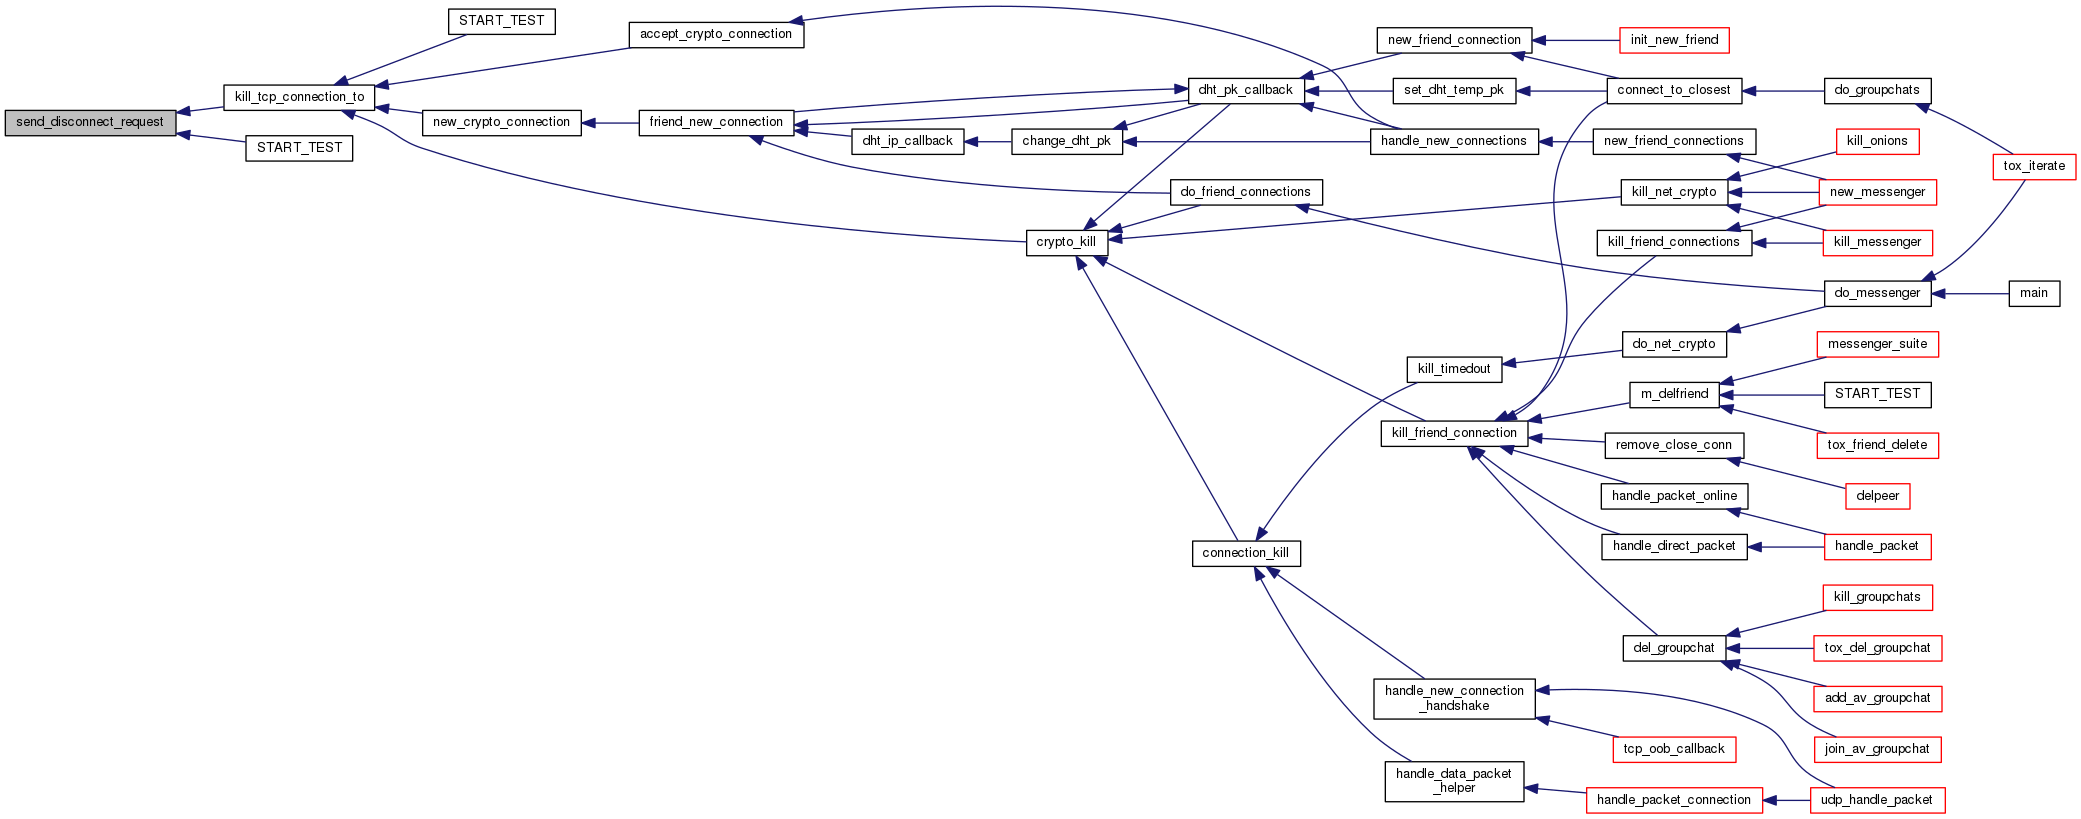 send_disconnect_request
kill_tcp_connection_to
START_TEST
START_TEST
accept_crypto_connection
new_crypto_connection
friend_new_connection
dht_ip_callback
change_dht_pk
crypto_kill
dht_pk_callback
do_friend_connections
connection_kill
new_friend_connection
set_dht_temp_pk
handle_new_connections
kill_timedout
kill_friend_connection
handle_new_connection
_handshake
handle_data_packet
_helper
init_new_friend
connect_to_closest
new_friend_connections
kill_net_crypto
kill_friend_connections
do_net_crypto
m_delfriend
remove_close_conn
handle_packet_online
handle_direct_packet
del_groupchat
tcp_oob_callback
handle_packet_connection
do_groupchats
kill_onions
new_messenger
kill_messenger
do_messenger
messenger_suite
START_TEST
tox_friend_delete
delpeer
handle_packet
kill_groupchats
tox_del_groupchat
add_av_groupchat
join_av_groupchat
udp_handle_packet
tox_iterate
main